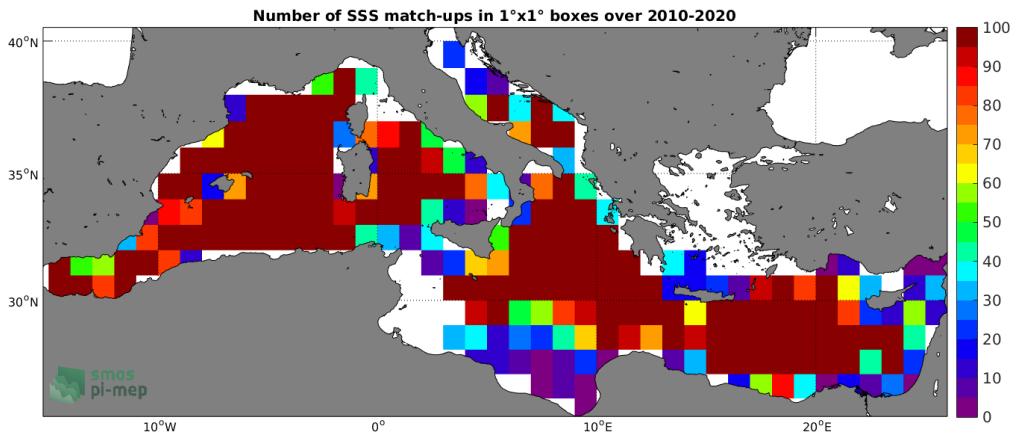 Number of SSS match-ups in 1°x1° boxes over 2010-2020
100
90
80
70
60
50
40
30
20
10
0
40°N
35°N
30°N
10°W
0°
10°E
20°E
smos
pi-mep